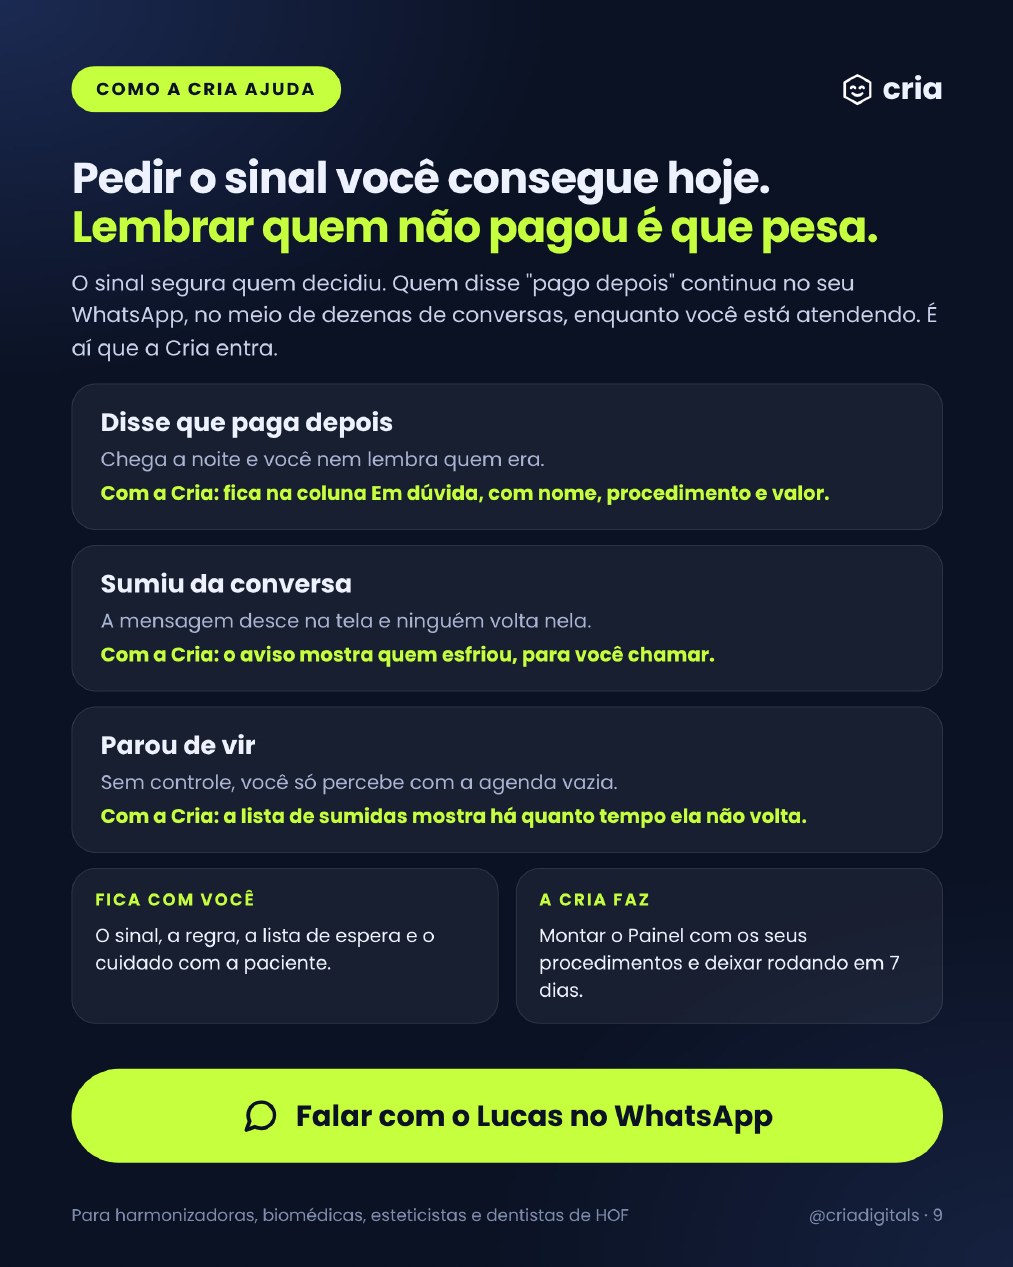 COMO A CRIA AJUDA
cria
Pedir o sinal você consegue hoje.
Lembrar quem não pagou é que pesa.
O sinal segura quem decidiu. Quem disse "pago depois" continua no seu
WhatsApp, no meio de dezenas de conversas, enquanto você está atendendo. É
aí que a Cria entra.
Disse que paga depois
Chega a noite e você nem lembra quem era.
Com a Cria: fica na coluna Em dúvida, com nome, procedimento e valor.
Sumiu da conversa
A mensagem desce na tela e ninguém volta nela.
Com a Cria: o aviso mostra quem esfriou, para você chamar.
Parou de vir
Sem controle, você só percebe com a agenda vazia.
Com a Cria: a lista de sumidas mostra há quanto tempo ela não volta.
FICA COM VOCÊ
O sinal, a regra, a lista de espera e o
cuidado com a paciente.
A CRIA FAZ
Montar o Painel com os seus
procedimentos e deixar rodando em 7
dias.
Falar com o Lucas no WhatsApp
Para harmonizadoras, biomédicas, esteticistas e dentistas de HOF
@criadigitals · 9